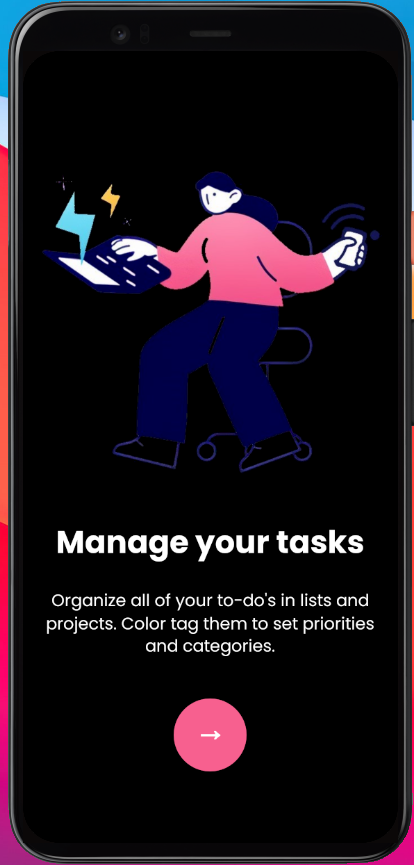 Manage your tasks
Organize all of your to-do's in lists and
projects. Color tag them to set priorities
and categories.